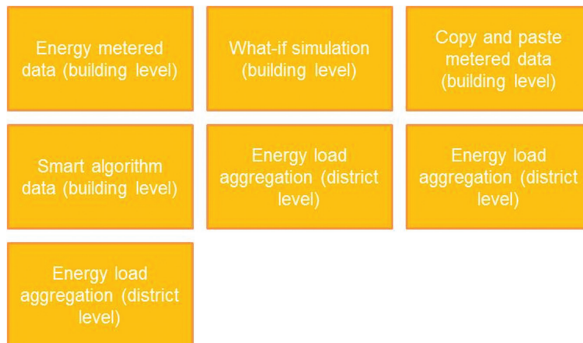 Energy metered
data (building level)
What-if simulation
(building level)
Copy and paste
metered data
(building level)
Smart algorithm
data (building level)
Energy load
aggregation (district
level)
Energy load
aggregation (district
level)
Energy load
aggregation (district
level)